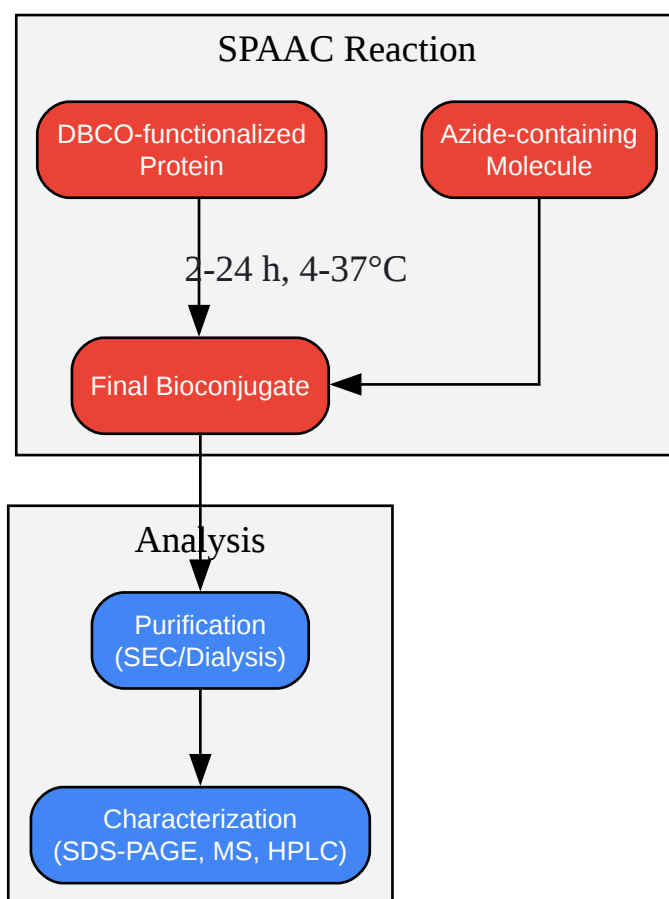 SPAAC Reaction
DBCO-functionalized
Protein
Azide-containing
Molecule
2-24 h, 4-37°C
Final Bioconjugate
Analysis
Purification
(SEC/Dialysis)
Characterization
(SDS-PAGE, MS, HPLC)